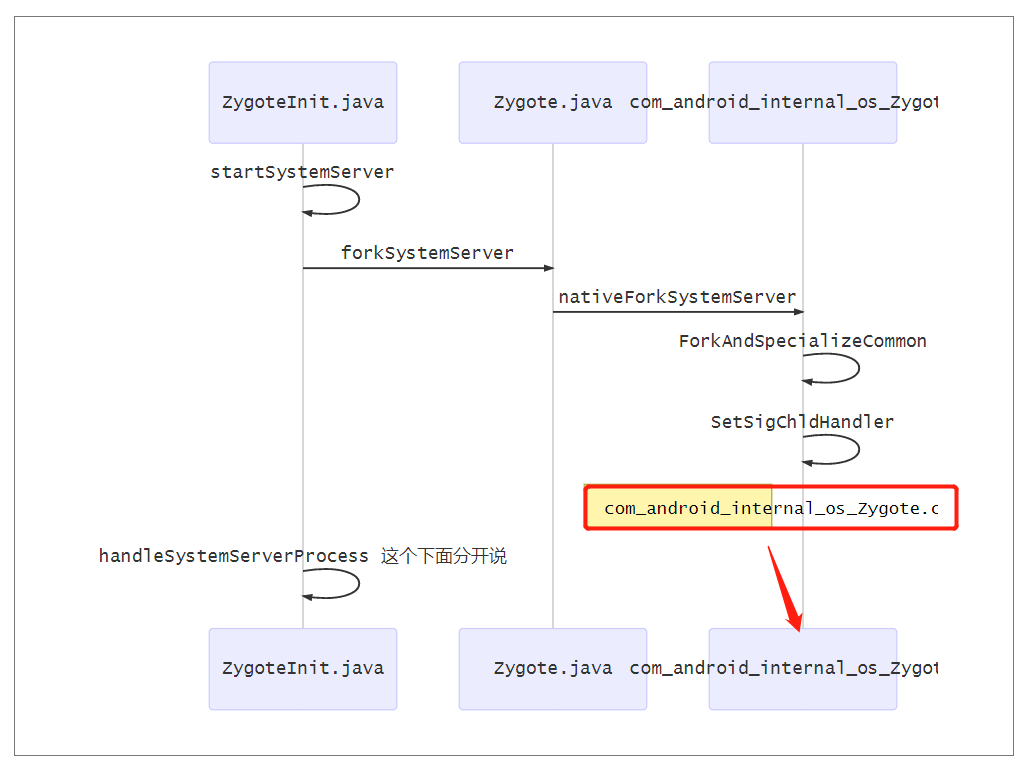 ZygoteInit.java
Zygote.java
com_android_internal_os_Zygot
startSystemServer
forkSystemServer
nativeForkSystemServer
ForkAndSpecializeCommon
SetSigChldHandler
com_android_internal_os_Zygote.c
handleSystemServerProcess 这个下面分开说
ZygoteInit.java
Zygote.java
com_android_internal_os_Zygot